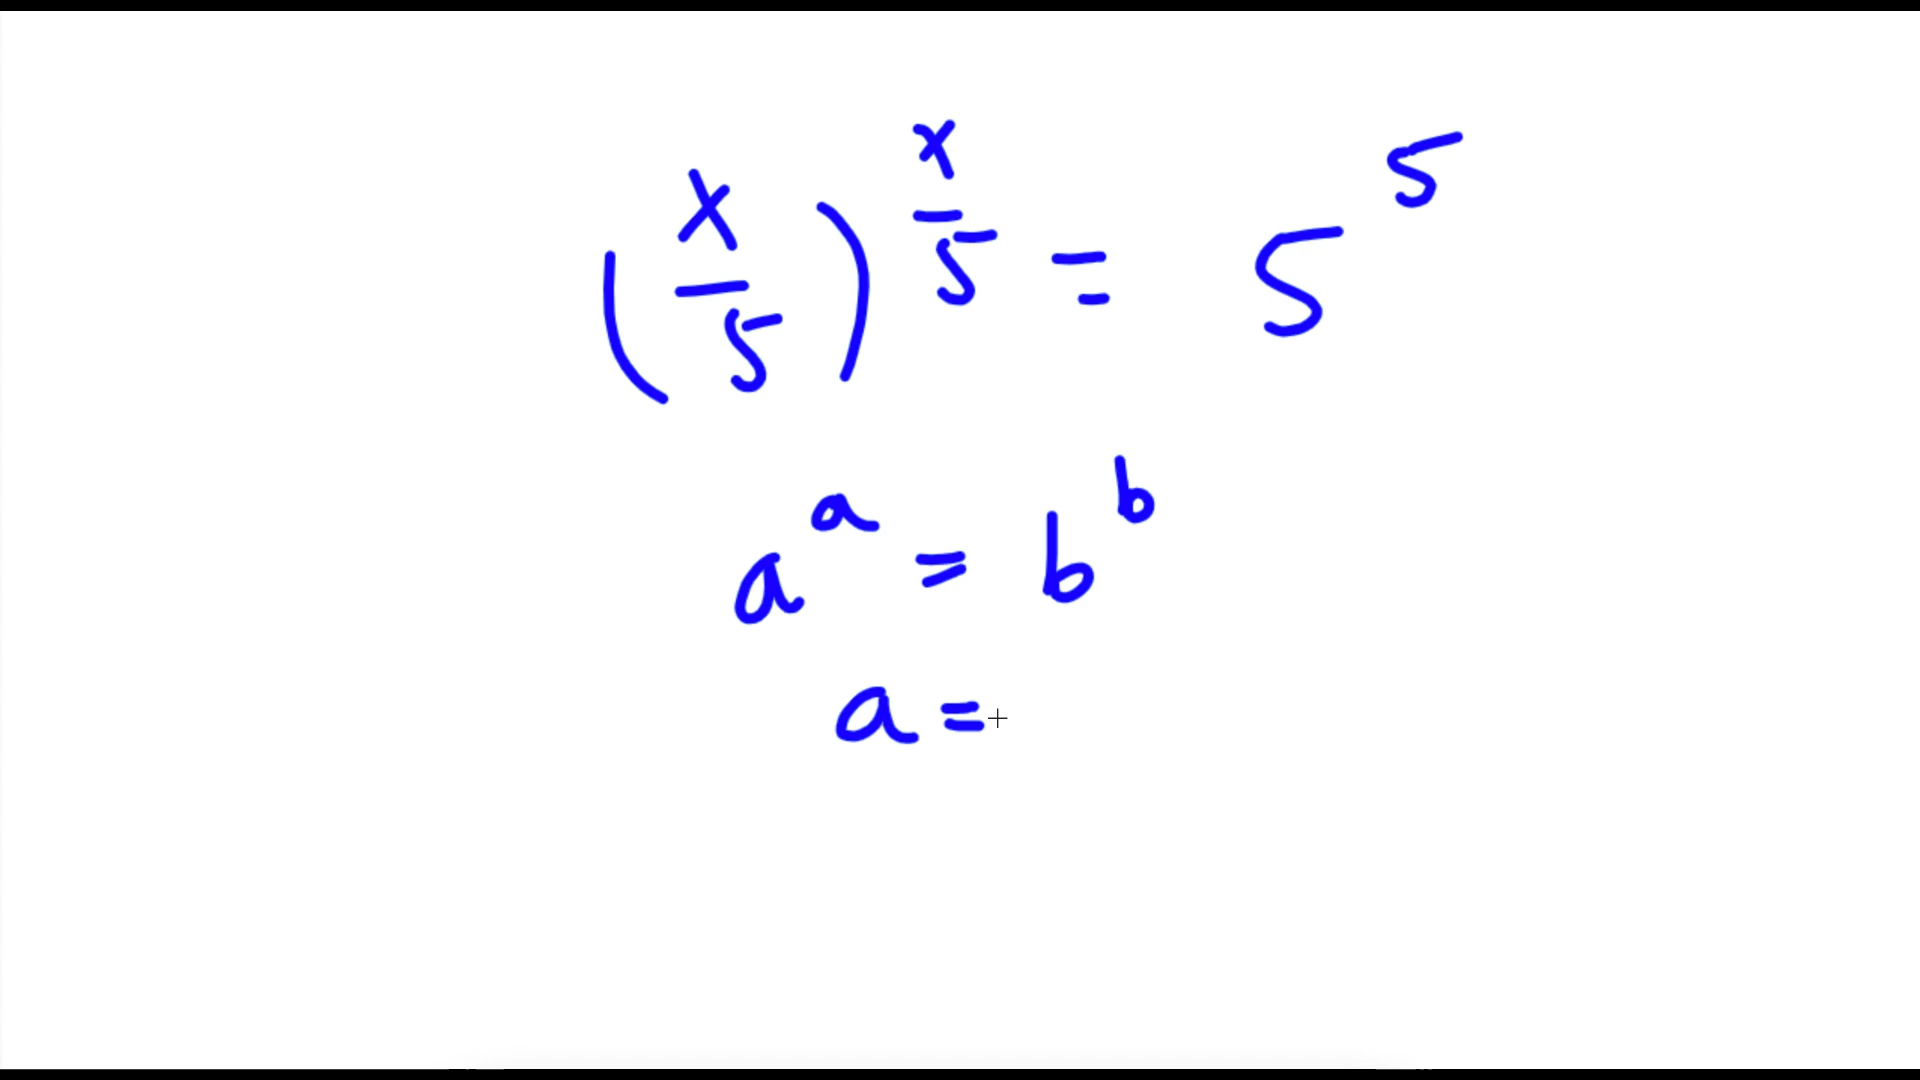 (x/5)^(x/5) = 5^5
a^a = b^b
a =